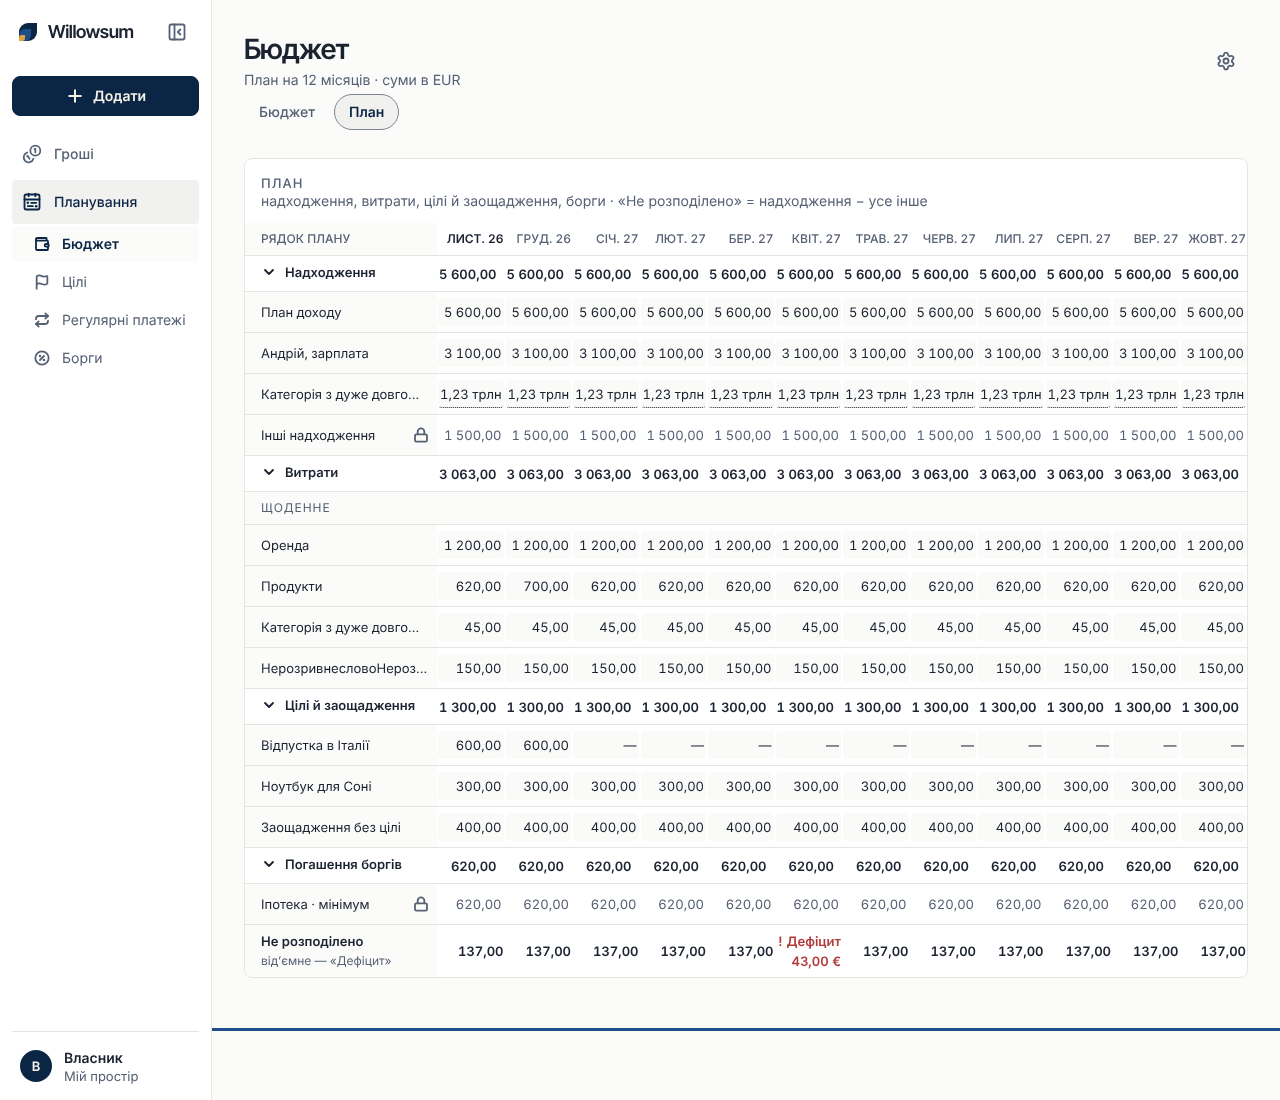 Willowsum
Додати
Гроші
Планування
Бюджет
Цілі
Регулярні платежі
Борги
Власник
В
Мій простір
Бюджет
План на 12 місяців · суми в EUR
Бюджет План
ПЛАН
надходження, витрати, цілі й заощадження, борги · «Не розподілено» = надходження − усе інше
РЯДОК ПЛАНУ ЛИСТ. 26 ГРУД. 26 СІЧ. 27 ЛЮТ. 27 БЕР. 27 КВІТ. 27 ТРАВ. 27 ЧЕРВ. 27 ЛИП. 27 СЕРП. 27 ВЕР. 27 ЖОВТ. 27
Надходження 5 600,00 5 600,00 5 600,00 5 600,00 5 600,00 5 600,00 5 600,00 5 600,00 5 600,00 5 600,00 5 600,00 5 600,00
План доходу 5 600,00 5 600,00 5 600,00 5 600,00 5 600,00 5 600,00 5 600,00 5 600,00 5 600,00 5 600,00 5 600,00 5 600,00
Андрій, зарплата 3 100,00 3 100,00 3 100,00 3 100,00 3 100,00 3 100,00 3 100,00 3 100,00 3 100,00 3 100,00 3 100,00 3 100,00
Категорія з дуже довго… 1,23 трлн 1,23 трлн 1,23 трлн 1,23 трлн 1,23 трлн 1,23 трлн 1,23 трлн 1,23 трлн 1,23 трлн 1,23 трлн 1,23 трлн 1,23 трлн
Інші надходження 1 500,00 1 500,00 1 500,00 1 500,00 1 500,00 1 500,00 1 500,00 1 500,00 1 500,00 1 500,00 1 500,00 1 500,00
Витрати 3 063,00 3 063,00 3 063,00 3 063,00 3 063,00 3 063,00 3 063,00 3 063,00 3 063,00 3 063,00 3 063,00 3 063,00
ЩОДЕННЕ
Оренда 1 200,00 1 200,00 1 200,00 1 200,00 1 200,00 1 200,00 1 200,00 1 200,00 1 200,00 1 200,00 1 200,00 1 200,00
Продукти 620,00 700,00 620,00 620,00 620,00 620,00 620,00 620,00 620,00 620,00 620,00 620,00
Категорія з дуже довго… 45,00 45,00 45,00 45,00 45,00 45,00 45,00 45,00 45,00 45,00 45,00 45,00
НерозривнесловоНероз… 150,00 150,00 150,00 150,00 150,00 150,00 150,00 150,00 150,00 150,00 150,00 150,00
Цілі й заощадження 1 300,00 1 300,00 1 300,00 1 300,00 1 300,00 1 300,00 1 300,00 1 300,00 1 300,00 1 300,00 1 300,00 1 300,00
Відпустка в Італії 600,00 600,00 — — — — — — — — — —
Ноутбук для Соні 300,00 300,00 300,00 300,00 300,00 300,00 300,00 300,00 300,00 300,00 300,00 300,00
Заощадження без цілі 400,00 400,00 400,00 400,00 400,00 400,00 400,00 400,00 400,00 400,00 400,00 400,00
Погашення боргів 620,00 620,00 620,00 620,00 620,00 620,00 620,00 620,00 620,00 620,00 620,00 620,00
Іпотека · мінімум 620,00 620,00 620,00 620,00 620,00 620,00 620,00 620,00 620,00 620,00 620,00 620,00
Не розподілено 137,00 137,00 137,00 137,00 137,00 ! Дефіцит 137,00 137,00 137,00 137,00 137,00 137,00
від’ємне — «Дефіцит» 43,00 €